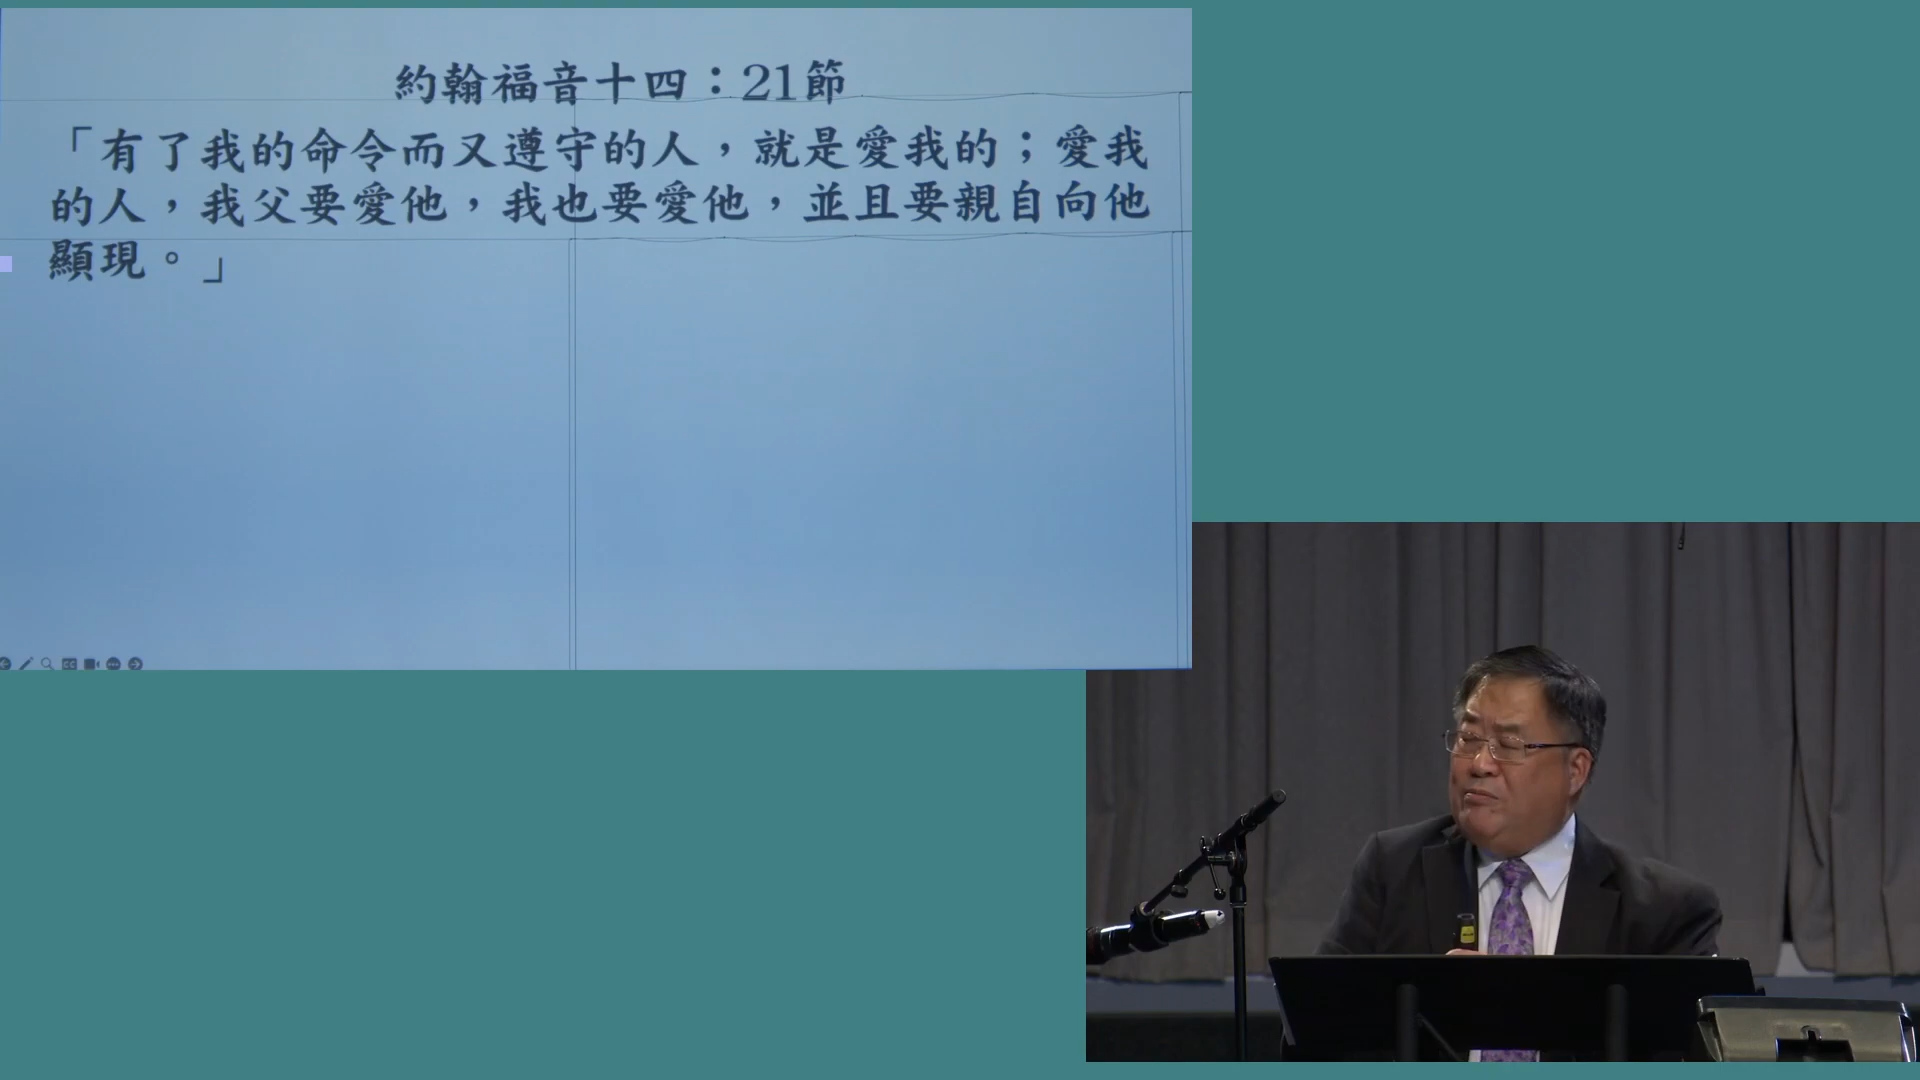 約翰福音十四：21節
「有了我的命令而又遵守的人，就是愛我的；愛我
的人，我父要愛他，我也要愛他，並且要親自向他
顯現。」